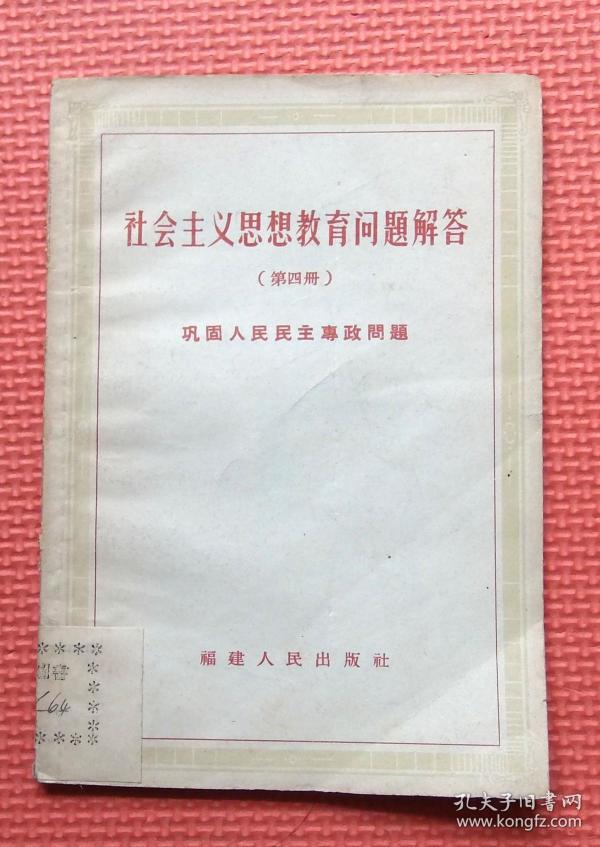 社会主义思想教育问題解答
（第四册）
巩固人民民主專政問題
福建人民出版社
孔夫子旧书网
www.kongfz.com